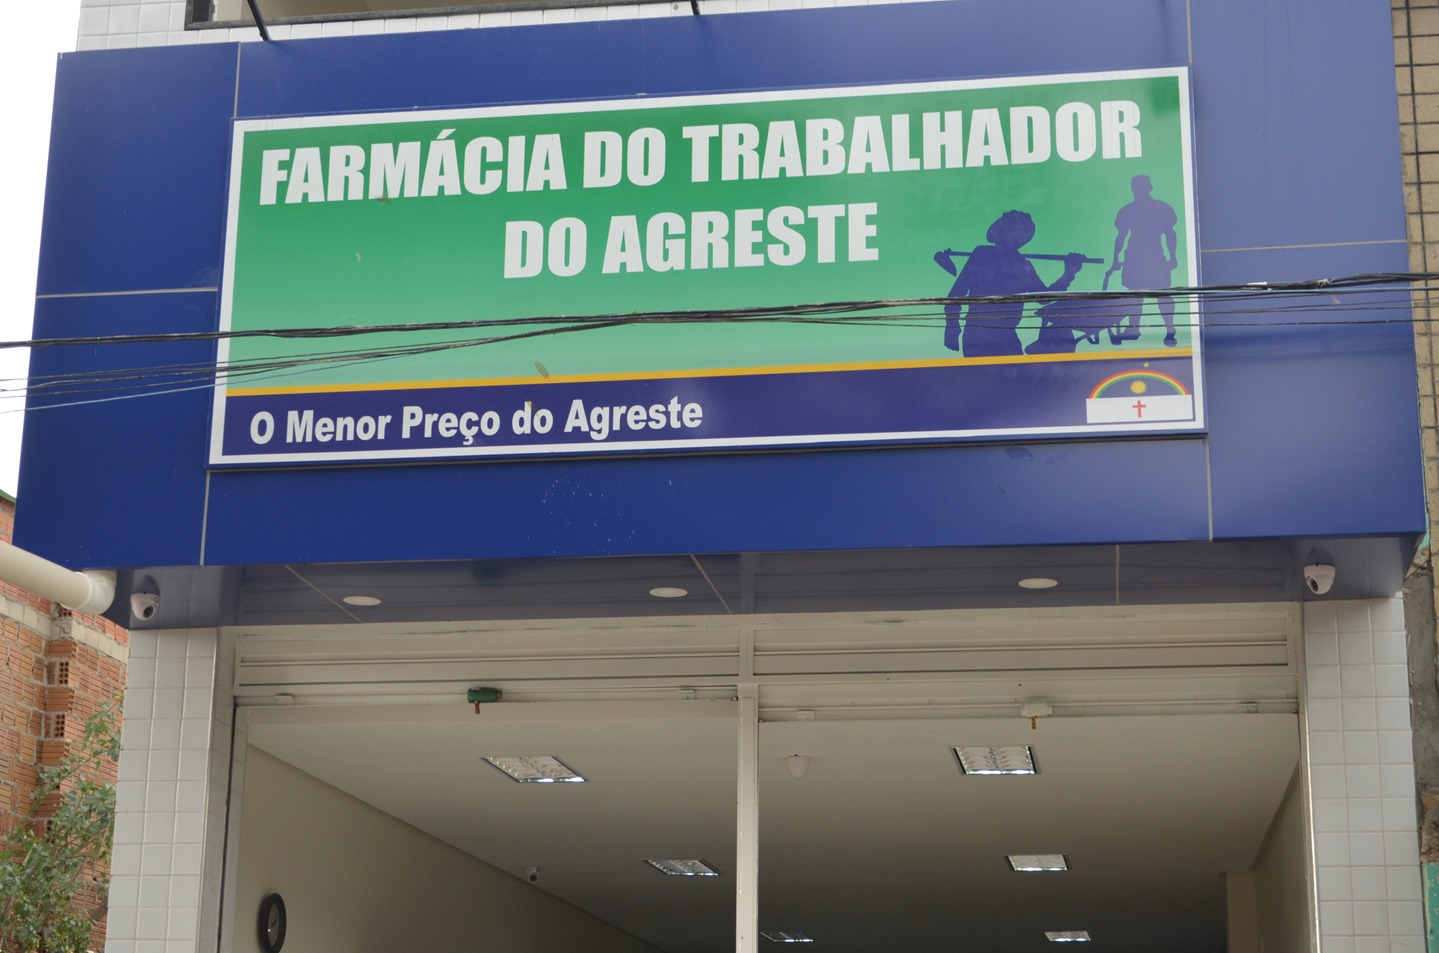 FARMÁCIA DO TRABALHADOR
DO AGRESTE
O Menor Preço do Agreste